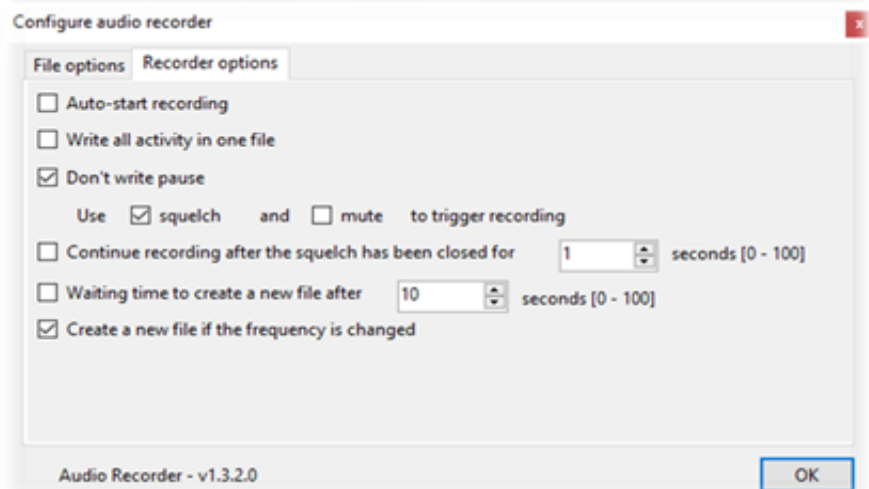 Configure audio recorder
x
File options Recorder options
Auto-start recording
Write all activity in one file
Don't write pause
Use squelch and mute to trigger recording
Continue recording after the squelch has been closed for 1 seconds [0 - 100]
Waiting time to create a new file after 10 seconds [0 - 100]
Create a new file if the frequency is changed
Audio Recorder - v1.3.2.0 OK